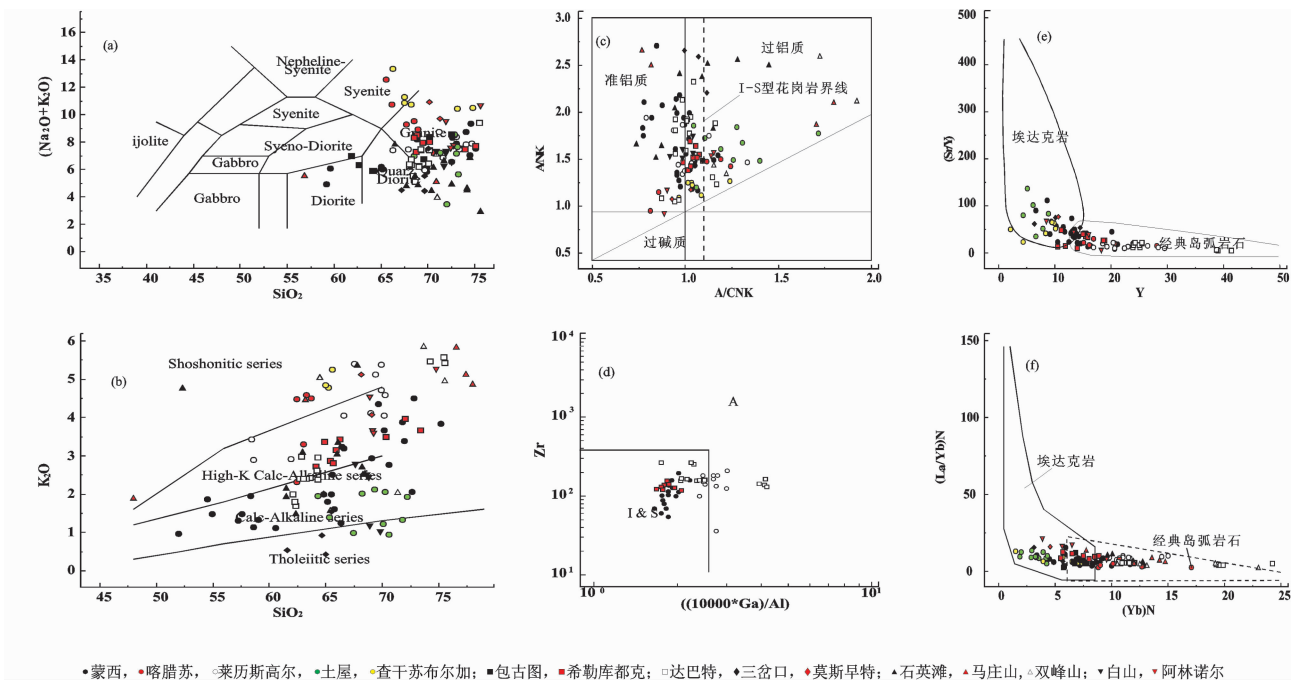 (a)
(Na₂O+K₂O)
16
14
12
10
8
6
4
2
0
35 40 45 50 55 60 65 70 75
SiO₂
Nepheline-
Syenite
Syenite
Syenite
ijolite
Syeno-Diorite
Gabbro
Gabbro
Diorite
Diorite
(c)
ANK
3.0
2.5
2.0
1.5
1.0
0.5
0.5 1.0 1.5 2.0
A/CNK
过铝质
准铝质
I-S型花岗岩界线
过碱质
(e)
(Sr/Y)
500
400
300
200
100
0
0 10 20 30 40 50
Y
埃达克岩
经典岛弧岩石
(b)
K₂O
6
5
4
3
2
1
0
45 50 55 60 65 70 75
SiO₂
Shoshonitic series
High-K Calc-Alkaline series
Calc-Alkaline series
Tholeiitic series
(d)
Zr
10⁴
10³
10²
10¹
10⁰ 10¹
((10000*Ga)/Al)
A
I & S
(f)
(La/Yb)N
150
100
50
0
0 5 10 15 20 25
(Yb)N
埃达克岩
经典岛弧岩石
●蒙西，●喀腊苏，○莱历斯高尔，●土屋，●查干苏布尔加；■包古图，■希勒库都克；□达巴特，◆三岔口，◆莫斯早特；▲石英滩，▲马庄山，△双峰山；▼白山，▼阿林诺尔